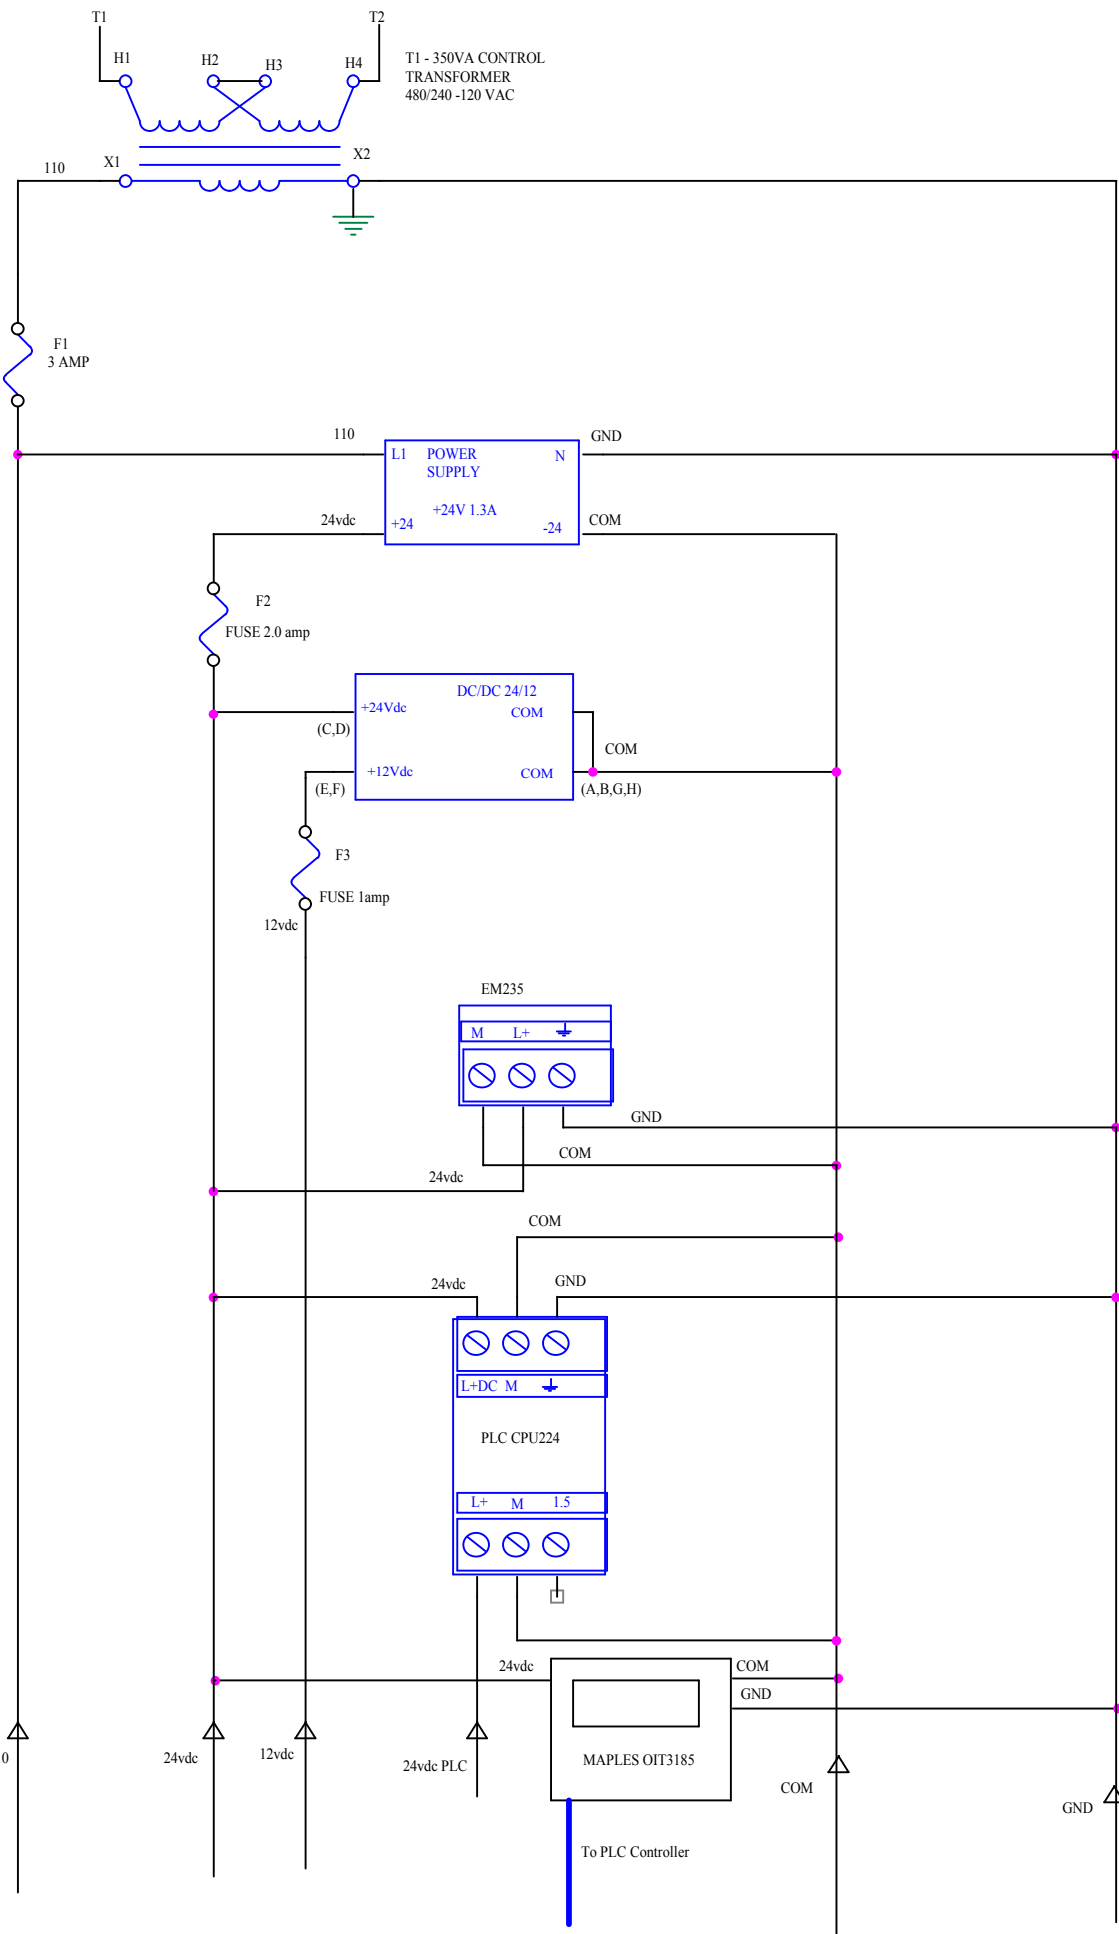 T1
T2
H1
H2
H3
H4
T1 - 350VA CONTROL
TRANSFORMER
480/240 -120 VAC
110
X1
X2
F1
3 AMP
110
GND
L1
POWER
SUPPLY
N
+24V 1.3A
24vdc
+24
-24
COM
F2
FUSE 2.0 amp
DC/DC 24/12
+24Vdc
COM
(C,D)
COM
+12Vdc
COM
(E,F)
(A,B,G,H)
F3
FUSE 1amp
12vdc
EM235
M L+
GND
COM
24vdc
COM
24vdc
GND
L+DC M
PLC CPU224
L+ M 1.5
24vdc
COM
GND
0
24vdc
12vdc
24vdc PLC
MAPLES OIT3185
COM
GND
To PLC Controller